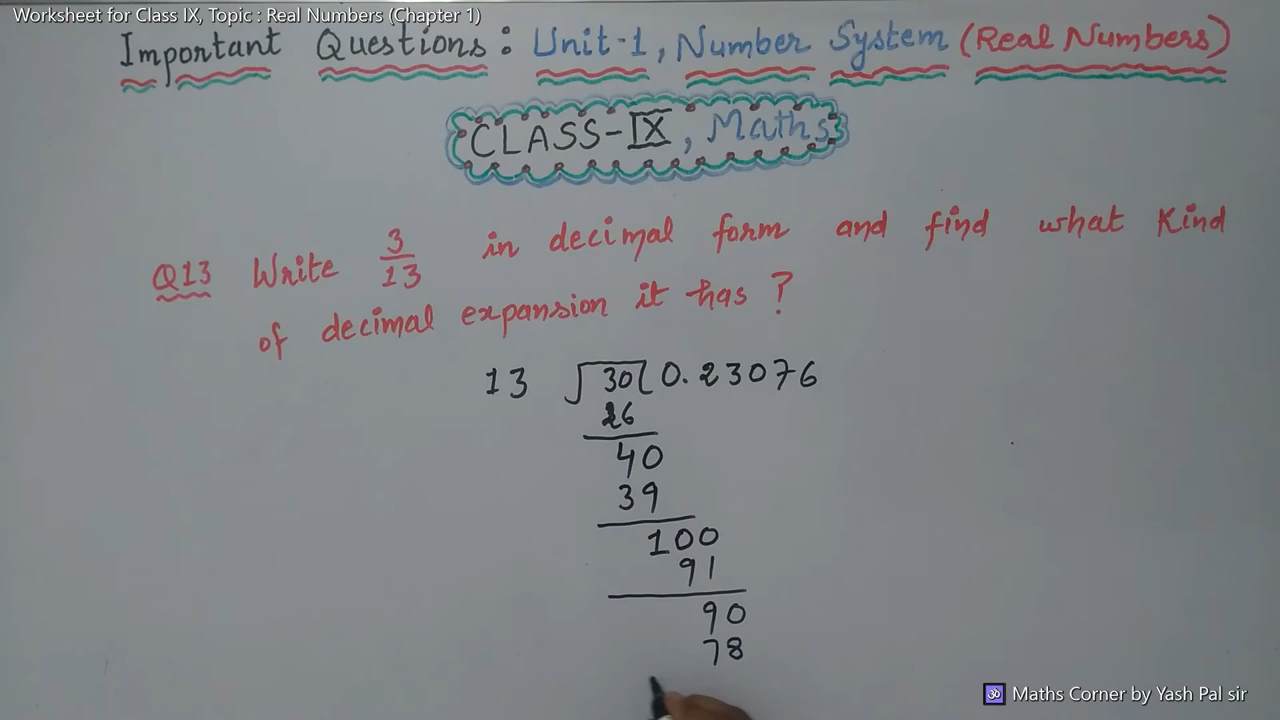 Worksheet for Class IX, Topic : Real Numbers (Chapter 1)
Important Questions: Unit-1, Number System (Real Numbers)
CLASS-IX, Maths
Q13 Write 3/13 in decimal form and find what Kind
of decimal expansion it has ?
13 30 0.23076
26
40
39
100
91
90
78
ॐ Maths Corner by Yash Pal sir